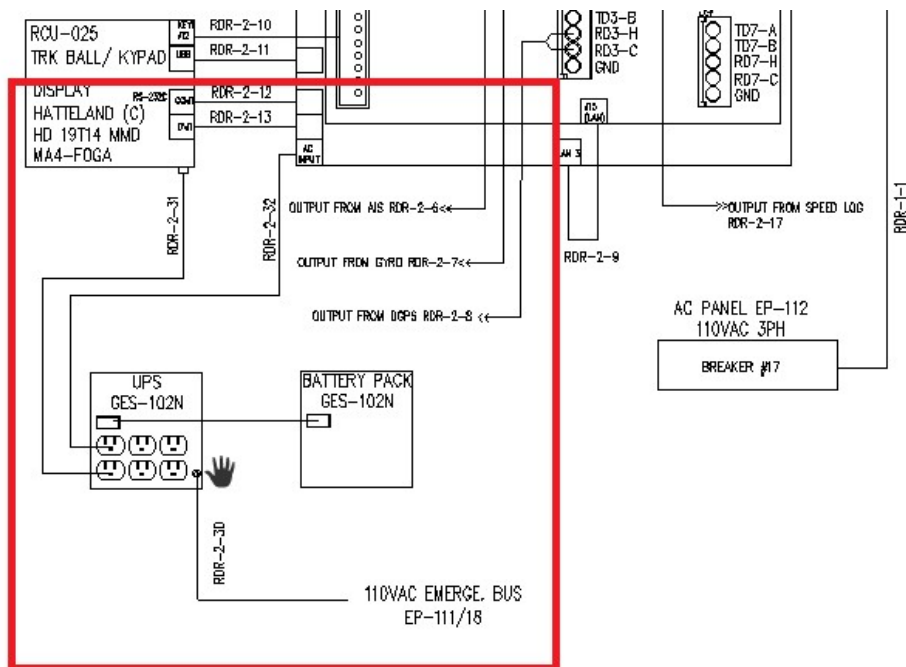 RCU-025
TRK BALL/ KYPAD
USB
RDR-2-10
RDR-2-11
DISPLAY
HATTELAND (C)
HD 19T14 MMD
MA4-FOGA
RS-232C
COM1
DVI
RDR-2-12
RDR-2-13
AC
INPUT
RDR-2-31
RDR-2-32
OUTPUT FROM AIS RDR-2-6<<
OUTPUT FROM GYRO RDR-2-7<<
OUTPUT FROM DGPS RDR-2-8 <<
TD3-B
RD3-H
RD3-C
GND
TD7-A
TD7-B
RD7-H
RD7-C
GND
(LAN)
RDR-2-9
>>OUTPUT FROM SPEED LOG
RDR-2-17
RDR-1-1
AC PANEL EP-112
110VAC 3PH
BREAKER #17
UPS
GES-102N
BATTERY PACK
GES-102N
RDR-2-30
110VAC EMERGE. BUS
EP-111/18